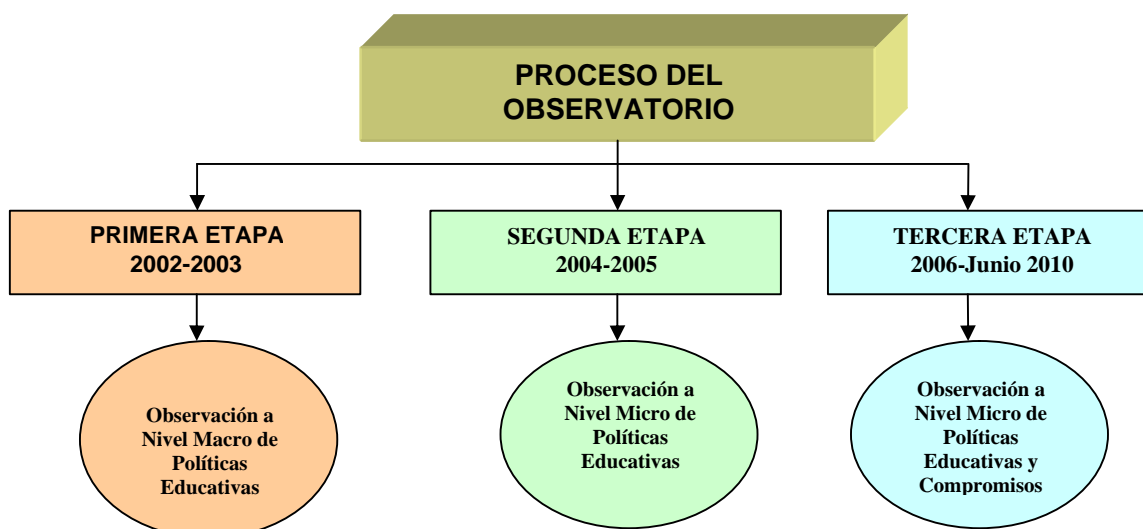 PROCESO DEL
OBSERVATORIO
PRIMERA ETAPA
2002-2003
SEGUNDA ETAPA
2004-2005
TERCERA ETAPA
2006-Junio 2010
Observación a
Nivel Macro de
Políticas
Educativas
Observación a
Nivel Micro de
Políticas
Educativas
Observación a
Nivel Micro de
Políticas
Educativas y
Compromisos